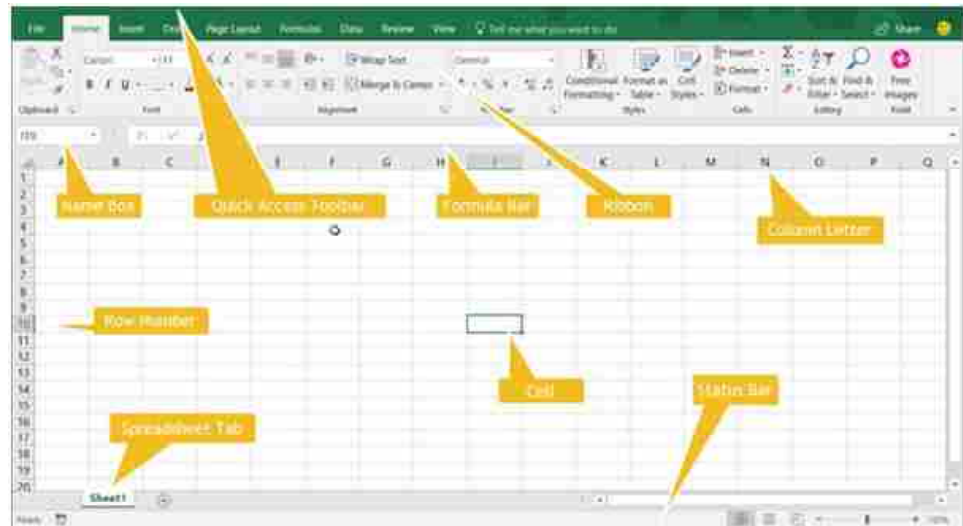 File Home Insert Page Layout Formulas Data Review View Tell me what you want to do Share
Calibri 11 Wrap Text General Insert
B I U Merge & Center % Conditional Format as Cell Delete Sort & Find & Free
Formatting Table Styles Format Filter Select Images
Clipboard Font Alignment Styles Cells Editing
I10
A B C E F G H I J K L M N O P Q
1
2
3
4
5
6
7
8
9
10
11
12
13
14
15
16
17
18
19
20
Name Box
Quick Access Toolbar
Formula Bar
Ribbon
Column Letter
Row Number
Cell
Status Bar
Spreadsheet Tab
Sheet1
Ready